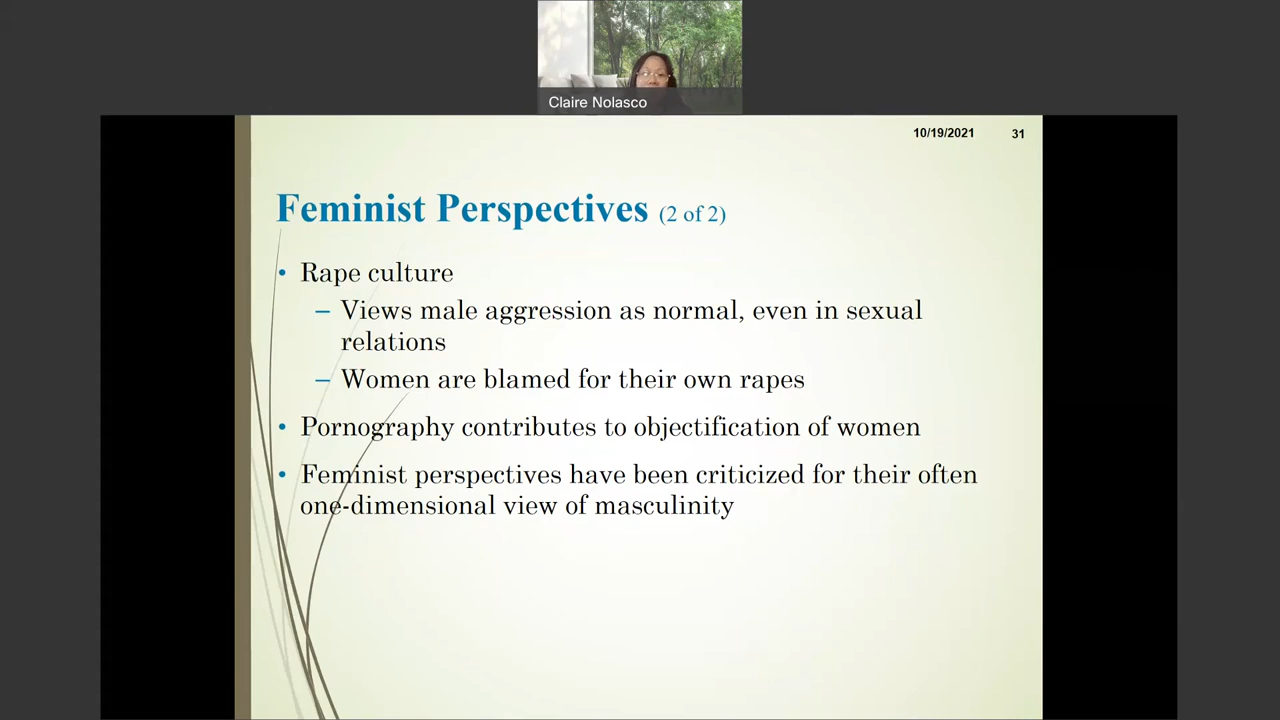 Claire Nolasco
10/19/2021 31
Feminist Perspectives (2 of 2)
• Rape culture
– Views male aggression as normal, even in sexual
relations
– Women are blamed for their own rapes
• Pornography contributes to objectification of women
• Feminist perspectives have been criticized for their often
one-dimensional view of masculinity